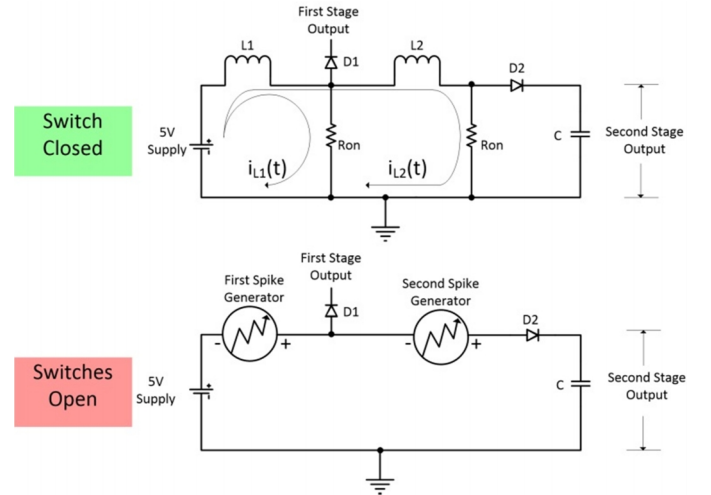 First Stage
Output
L1
D1
L2
D2
Switch
Closed
5V
Supply
+
-
iL1(t)
Ron
iL2(t)
Ron
C
Second Stage
Output
First Spike
Generator
First Stage
Output
D1
Second Spike
Generator
D2
-
+
-
+
Switches
Open
5V
Supply
+
-
C
Second Stage
Output